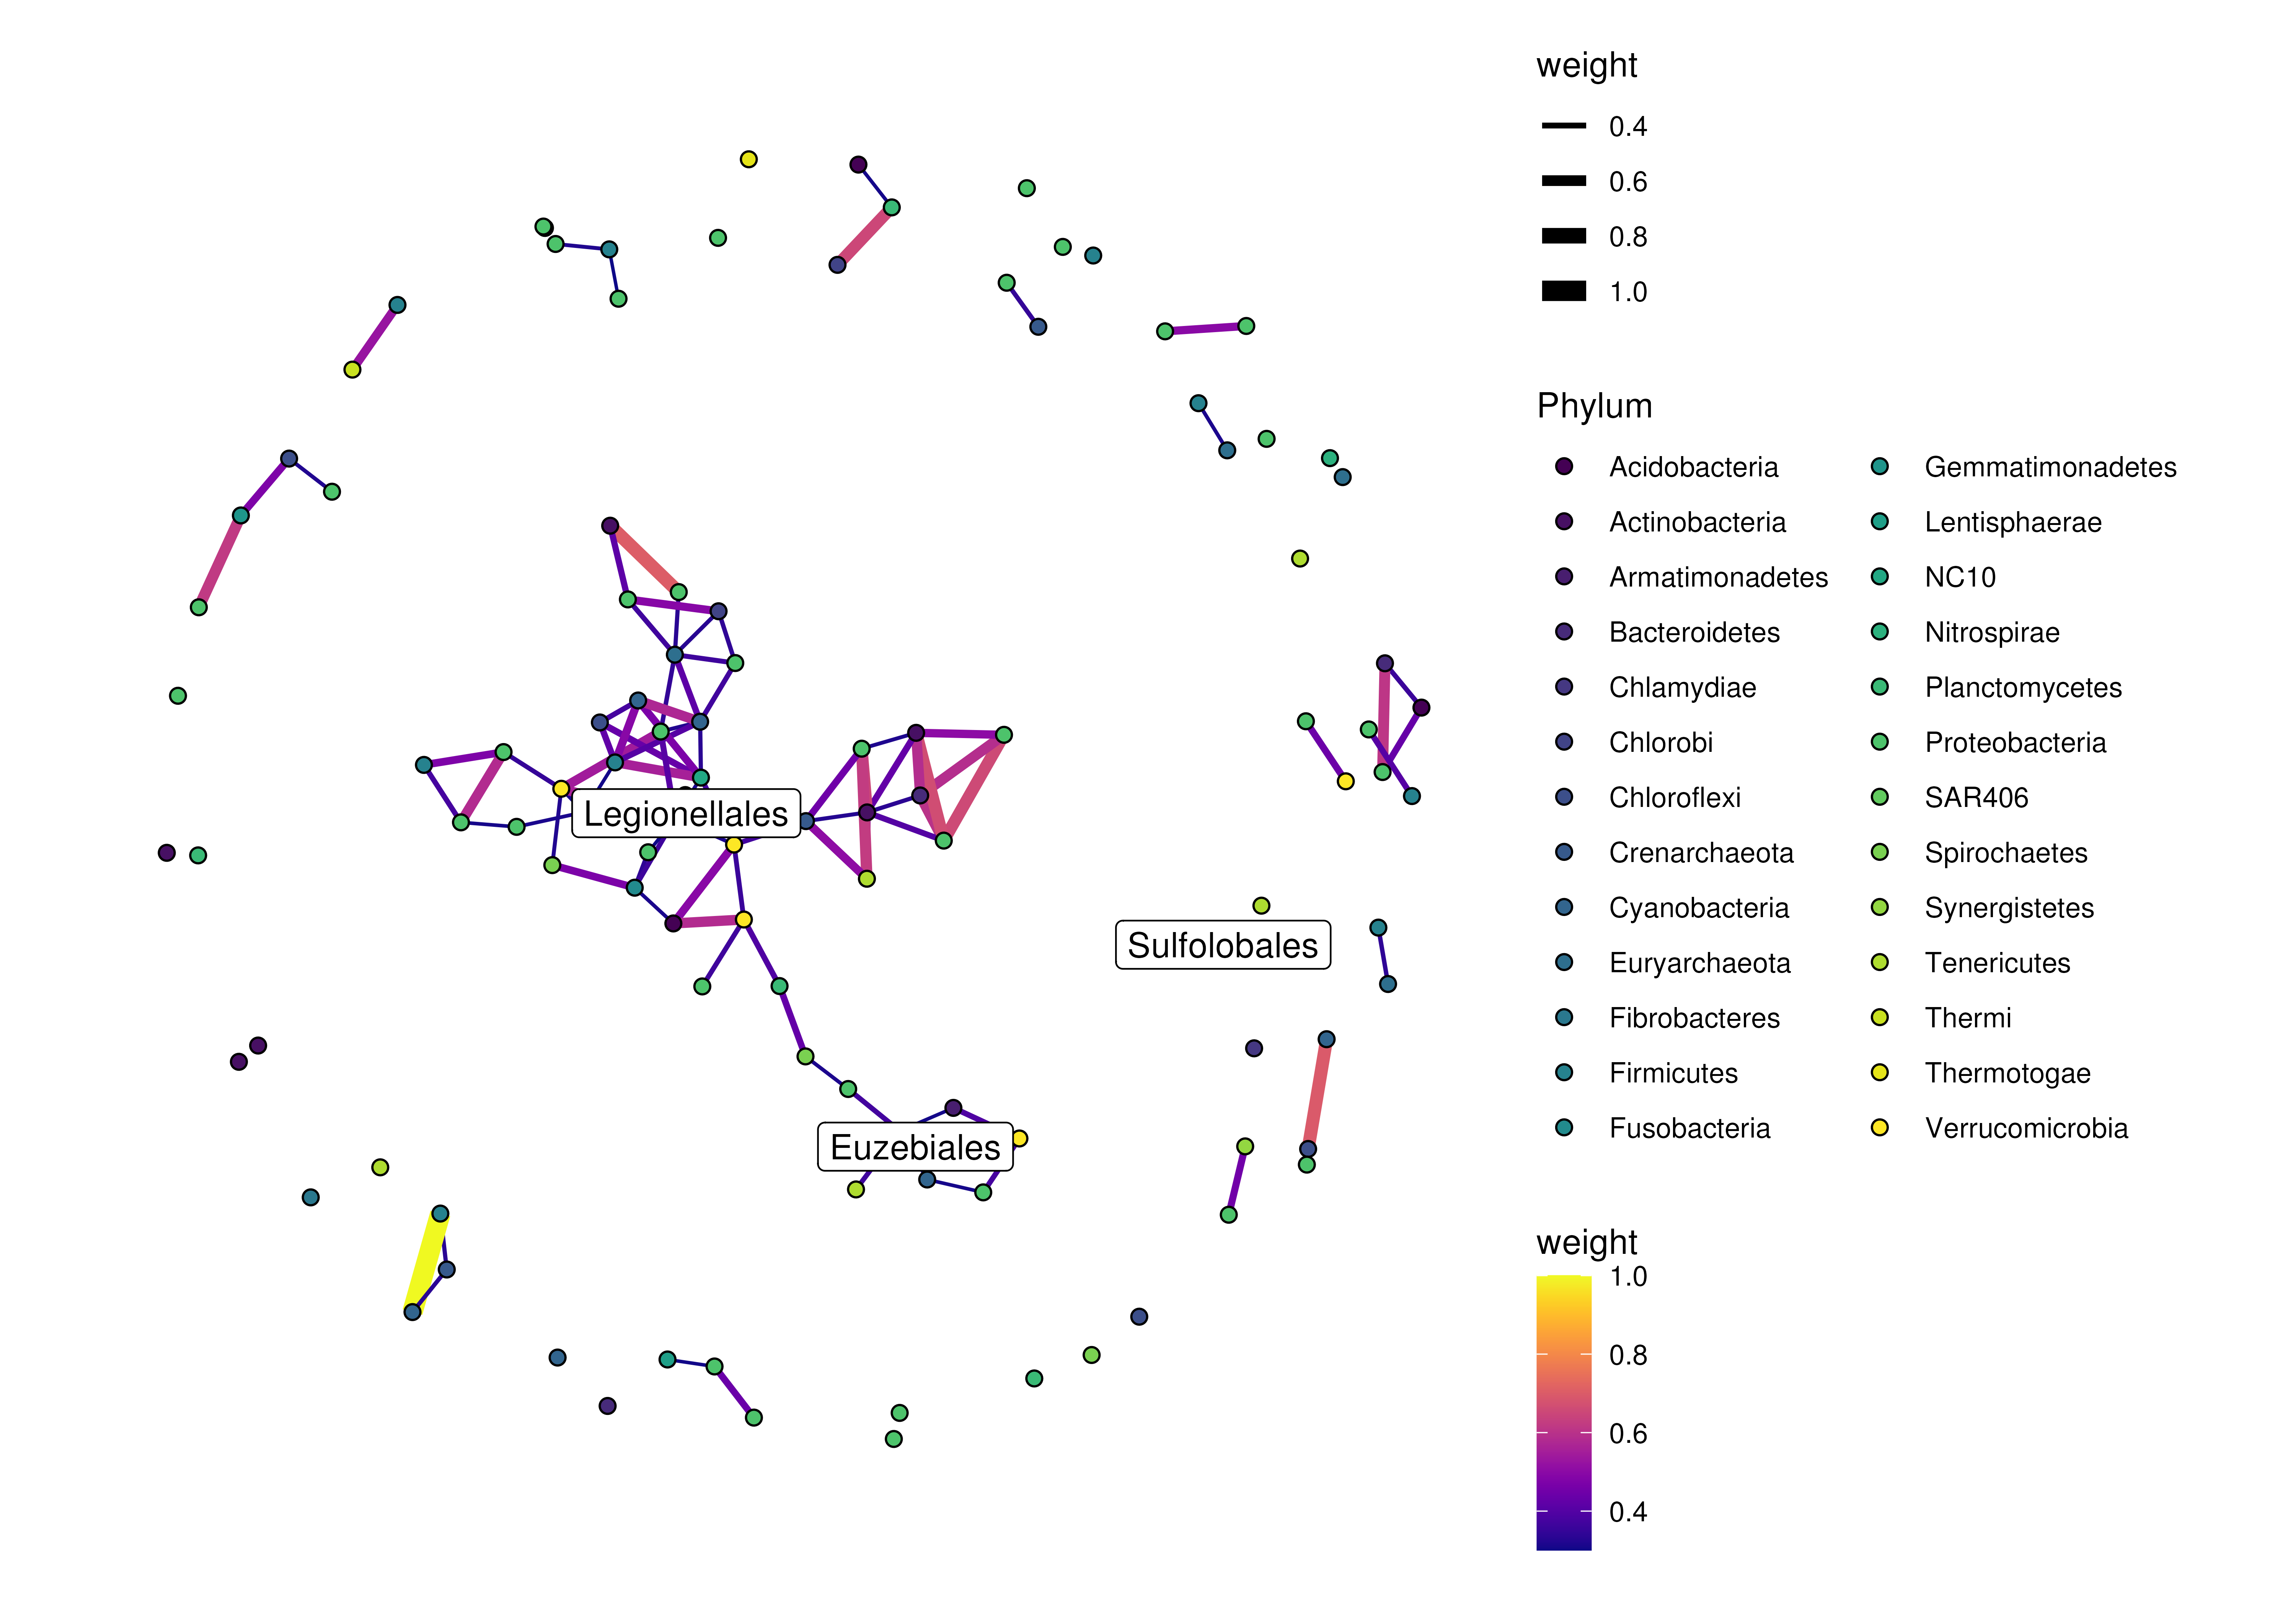 weight
0.4
0.6
0.8
1.0
Phylum
Acidobacteria
Actinobacteria
Armatimonadetes
Bacteroidetes
Chlamydiae
Chlorobi
Chloroflexi
Crenarchaeota
Cyanobacteria
Euryarchaeota
Fibrobacteres
Firmicutes
Fusobacteria
Gemmatimonadetes
Lentisphaerae
NC10
Nitrospirae
Planctomycetes
Proteobacteria
SAR406
Spirochaetes
Synergistetes
Tenericutes
Thermi
Thermotogae
Verrucomicrobia
Legionellales
Sulfolobales
Euzebiales
weight
1.0
0.8
0.6
0.4